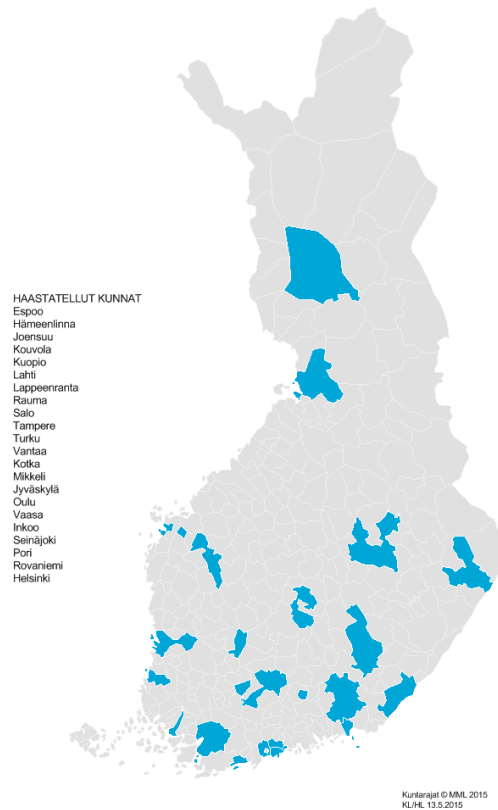 HAASTATELLUT KUNNAT
Espoo
Hämeenlinna
Joensuu
Kouvola
Kuopio
Lahti
Lappeenranta
Rauma
Salo
Tampere
Turku
Vantaa
Kotka
Mikkeli
Jyväskylä
Oulu
Vaasa
Inkoo
Seinäjoki
Pori
Rovaniemi
Helsinki
Kuntarajat © MML 2015
KL/HL 13.5.2015